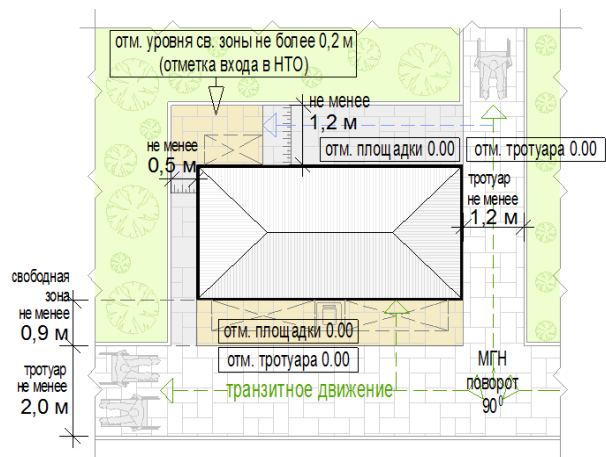 отм. уровня св. зоны не более 0,2 м
(отметка входа в НТО)
не менее
1,2 м
не менее
0,5 м
отм. площадки 0.00
отм. тротуара 0.00
тротуар
не менее
1,2 м
свободная
зона
не менее
0,9 м
отм. площадки 0.00
отм. тротуара 0.00
тротуар
не менее
2,0 м
транзитное движение
МГН
поворот
90⁰